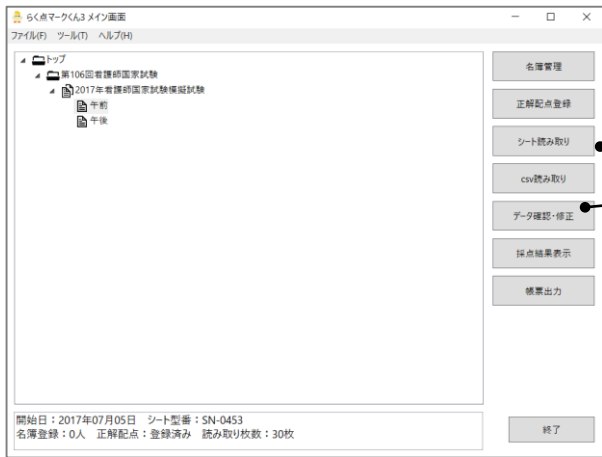 らく点マークくん3 メイン画面
ファイル(F) ツール(T) ヘルプ(H)
トップ
第106回看護師国家試験
2017年看護師国家試験模擬試験
午前
午後
名簿管理
正解配点登録
シート読み取り
csv読み取り
データ確認・修正
採点結果表示
帳票出力
開始日:2017年07月05日 シート型番:SN-0453
名簿登録:0人 正解配点:登録済み 読み取り枚数:30枚
終了